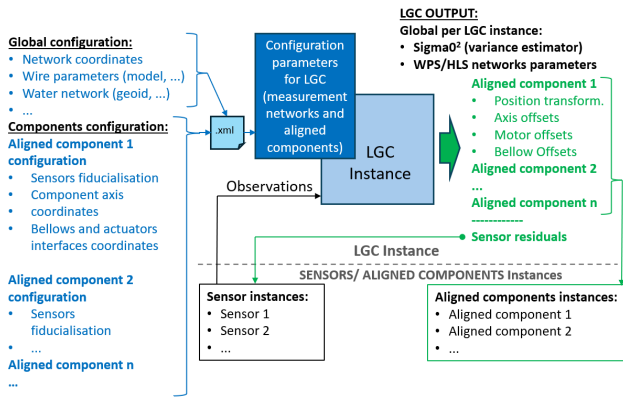 Global configuration:
• Network coordinates
• Wire parameters (model, ...)
• Water network (geoid, ...)
• ...
Components configuration:
Aligned component 1
configuration
• Sensors fiducialisation
• Component axis
• coordinates
• Bellows and actuators
interfaces coordinates
Aligned component 2
configuration
• Sensors
fiducialisation
• ...
Aligned component n
...
.xml
Configuration
parameters
for LGC
(measurement
networks and
aligned
components)
LGC
Instance
Observations
LGC OUTPUT:
Global per LGC instance:
• Sigma0² (variance estimator)
• WPS/HLS networks parameters
Aligned component 1
• Position transform.
• Axis offsets
• Motor offsets
• Bellow Offsets
Aligned component 2
...
Aligned component n
------------
Sensor residuals
LGC Instance
SENSORS/ ALIGNED COMPONENTS Instances
Sensor instances:
• Sensor 1
• Sensor 2
• ...
Aligned components instances:
• Aligned component 1
• Aligned component 2
• ...